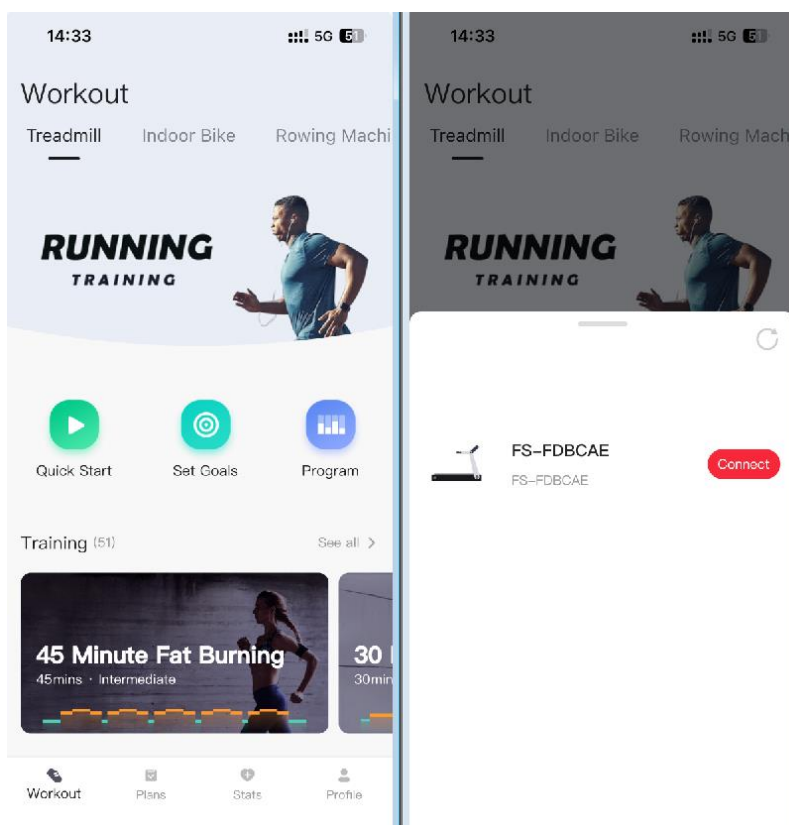 14:33
5G 51
Workout
Treadmill Indoor Bike Rowing Machi
RUNNING
TRAINING
Quick Start Set Goals Program
Training (51) See all >
45 Minute Fat Burning
45mins · Intermediate
30
30min
Workout Plans Stats Profile
14:33
5G 51
Workout
Treadmill Indoor Bike Rowing Mach
RUNNING
TRAINING
FS-FDBCAE
FS-FDBCAE
Connect